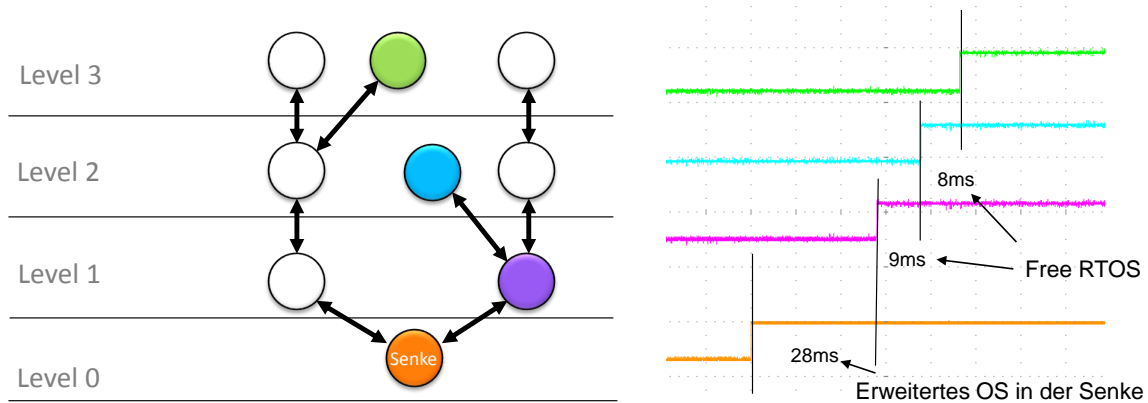 Level 3
Level 2
Level 1
Level 0
Senke
8ms
9ms
Free RTOS
28ms
Erweitertes OS in der Senke